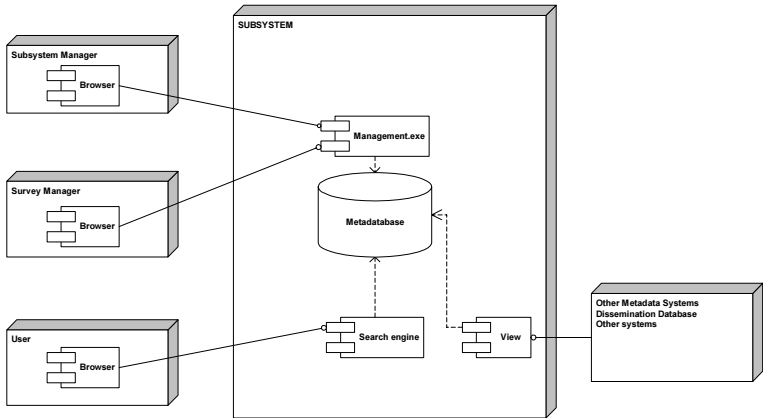 SUBSYSTEM
Subsystem Manager
Browser
Management.exe
Survey Manager
Browser
Metadatabase
User
Browser
Search engine
View
Other Metadata Systems
Dissemination Database
Other systems